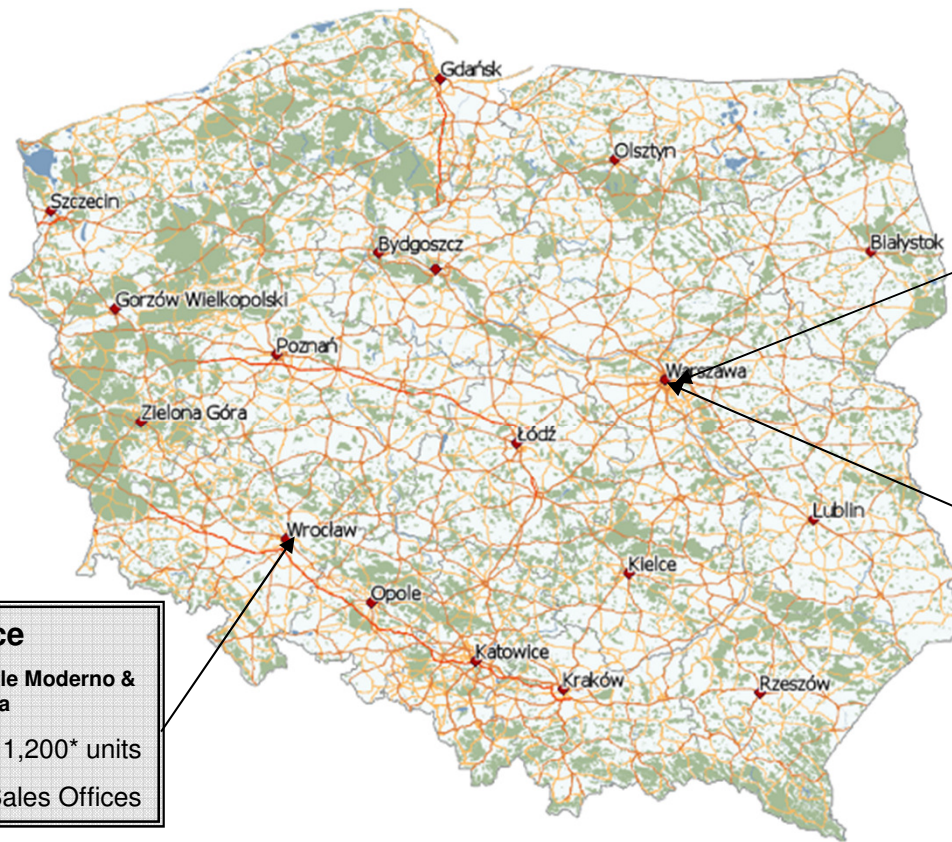 Gdańsk
Olsztyn
Szczecin
Bydgoszcz
Białystok
Gorzów Wielkopolski
Poznań
Warszawa
Zielona Góra
Łódź
Lublin
Wrocław
Kielce
Opole
Katowice
Kraków
Rzeszów
ce
le Moderno &
a
1,200* units
Sales Offices